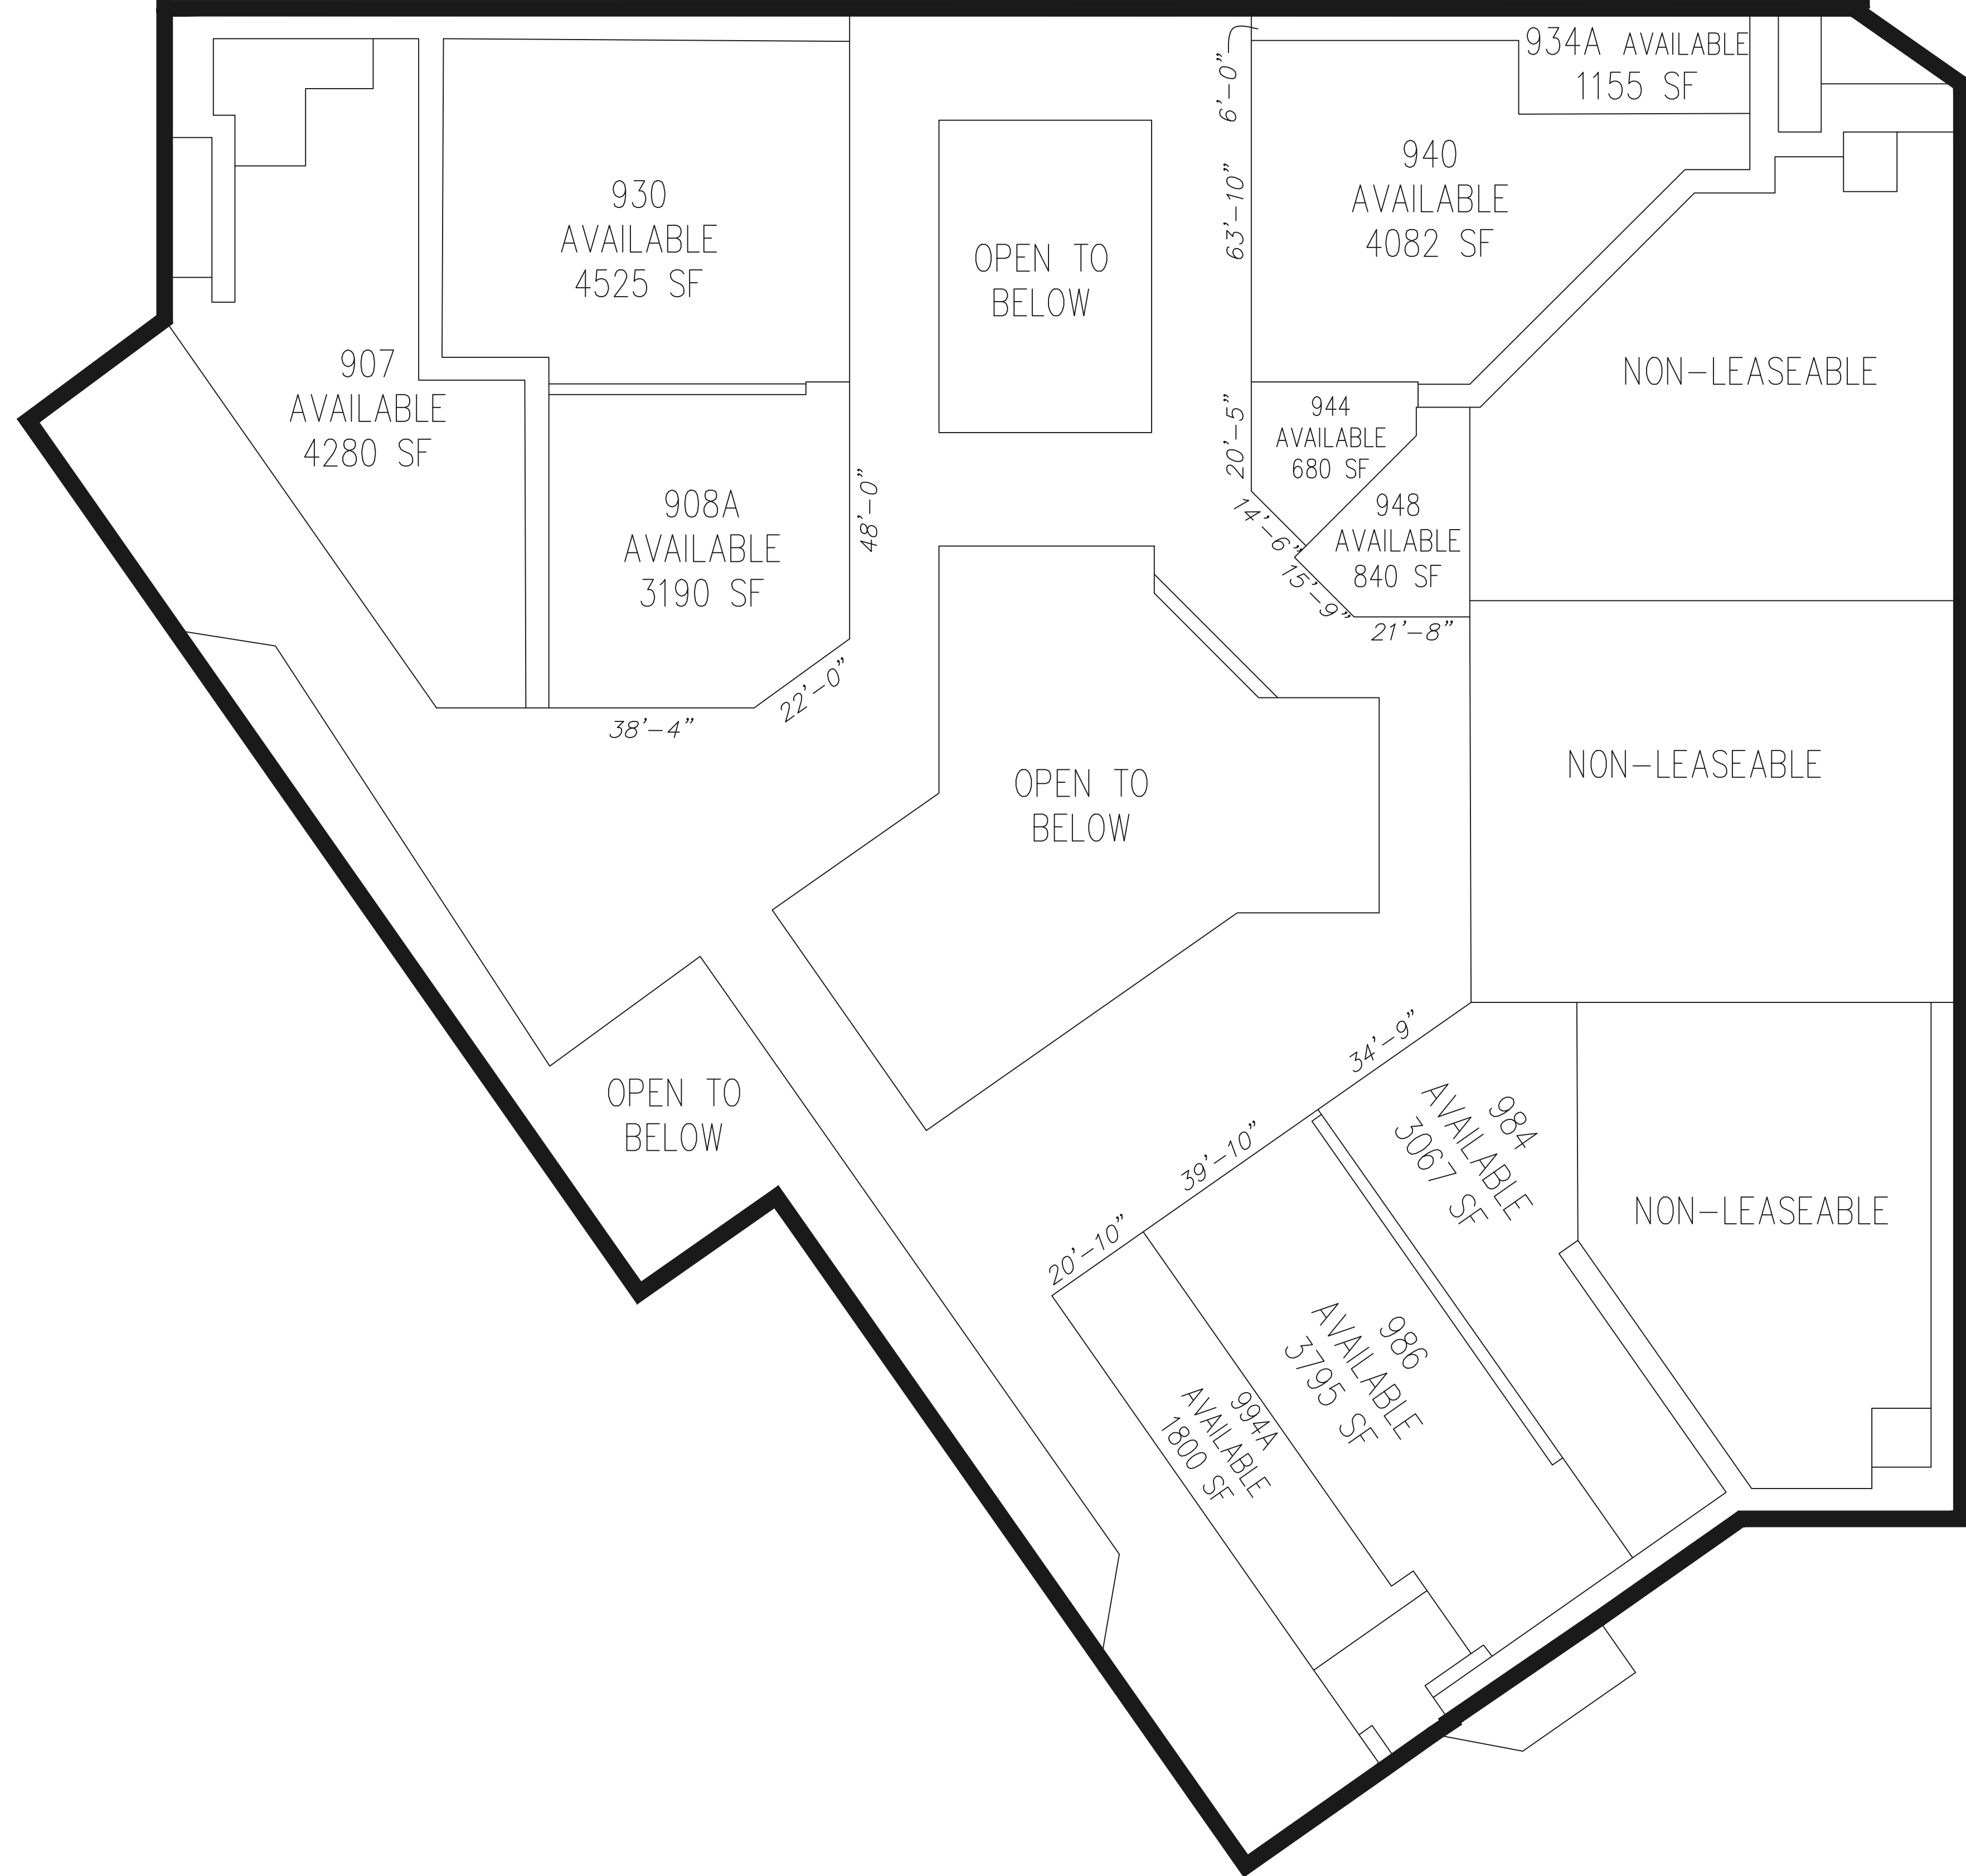 934A AVAILABLE
1155 SF
6'-0"
940
AVAILABLE
4082 SF
930
AVAILABLE
4525 SF
63'-10"
OPEN TO
BELOW
907
AVAILABLE
4280 SF
NON-LEASEABLE
20'-5"
944
AVAILABLE
680 SF
908A
AVAILABLE
3190 SF
48'-0"
14'-6"
948
AVAILABLE
840 SF
15'-9"
21'-8"
22'-0"
38'-4"
NON-LEASEABLE
OPEN TO
BELOW
34'-9"
OPEN TO
BELOW
39'-10"
984
AVAILABLE
3067 SF
NON-LEASEABLE
20'-10"
986
AVAILABLE
3795 SF
994A
AVAILABLE
1800 SF